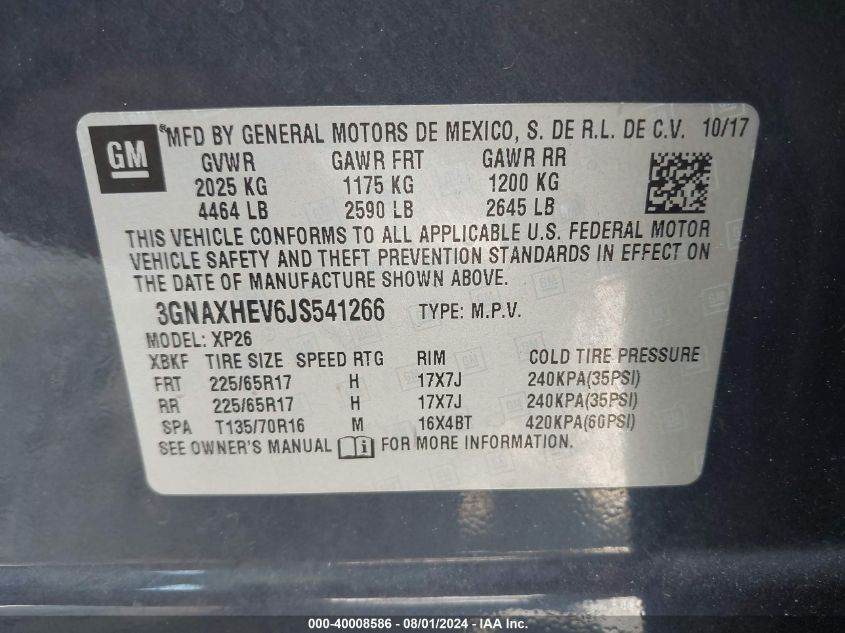 GM
®MFD BY GENERAL MOTORS DE MEXICO, S. DE R.L. DE C.V. 10/17
GVWR GAWR FRT GAWR RR
2025 KG 1175 KG 1200 KG
4464 LB 2590 LB 2645 LB
THIS VEHICLE CONFORMS TO ALL APPLICABLE U.S. FEDERAL MOTOR
VEHICLE SAFETY AND THEFT PREVENTION STANDARDS IN EFFECT ON
THE DATE OF MANUFACTURE SHOWN ABOVE.
3GNAXHEV6JS541266 TYPE: M.P.V.
MODEL: XP26
XBKF TIRE SIZE SPEED RTG RIM COLD TIRE PRESSURE
FRT 225/65R17 H 17X7J 240KPA(35PSI)
RR 225/65R17 H 17X7J 240KPA(35PSI)
SPA T135/70R16 M 16X4BT 420KPA(60PSI)
SEE OWNER'S MANUAL i FOR MORE INFORMATION.
000-40008586 - 08/01/2024 - IAA Inc.